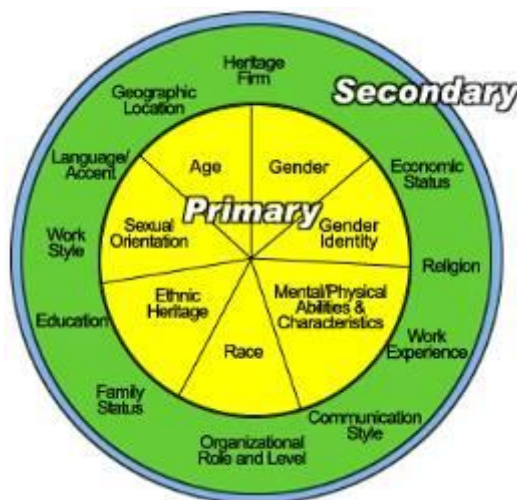 Heritage
Firm
Secondary
Geographic
Location
Language/
Accent
Economic
Status
Age
Gender
Primary
Sexual
Orientation
Gender
Identity
Work
Style
Religion
Ethnic
Heritage
Mental/Physical
Abilities &
Characteristics
Education
Race
Work
Experience
Family
Status
Communication
Style
Organizational
Role and Level